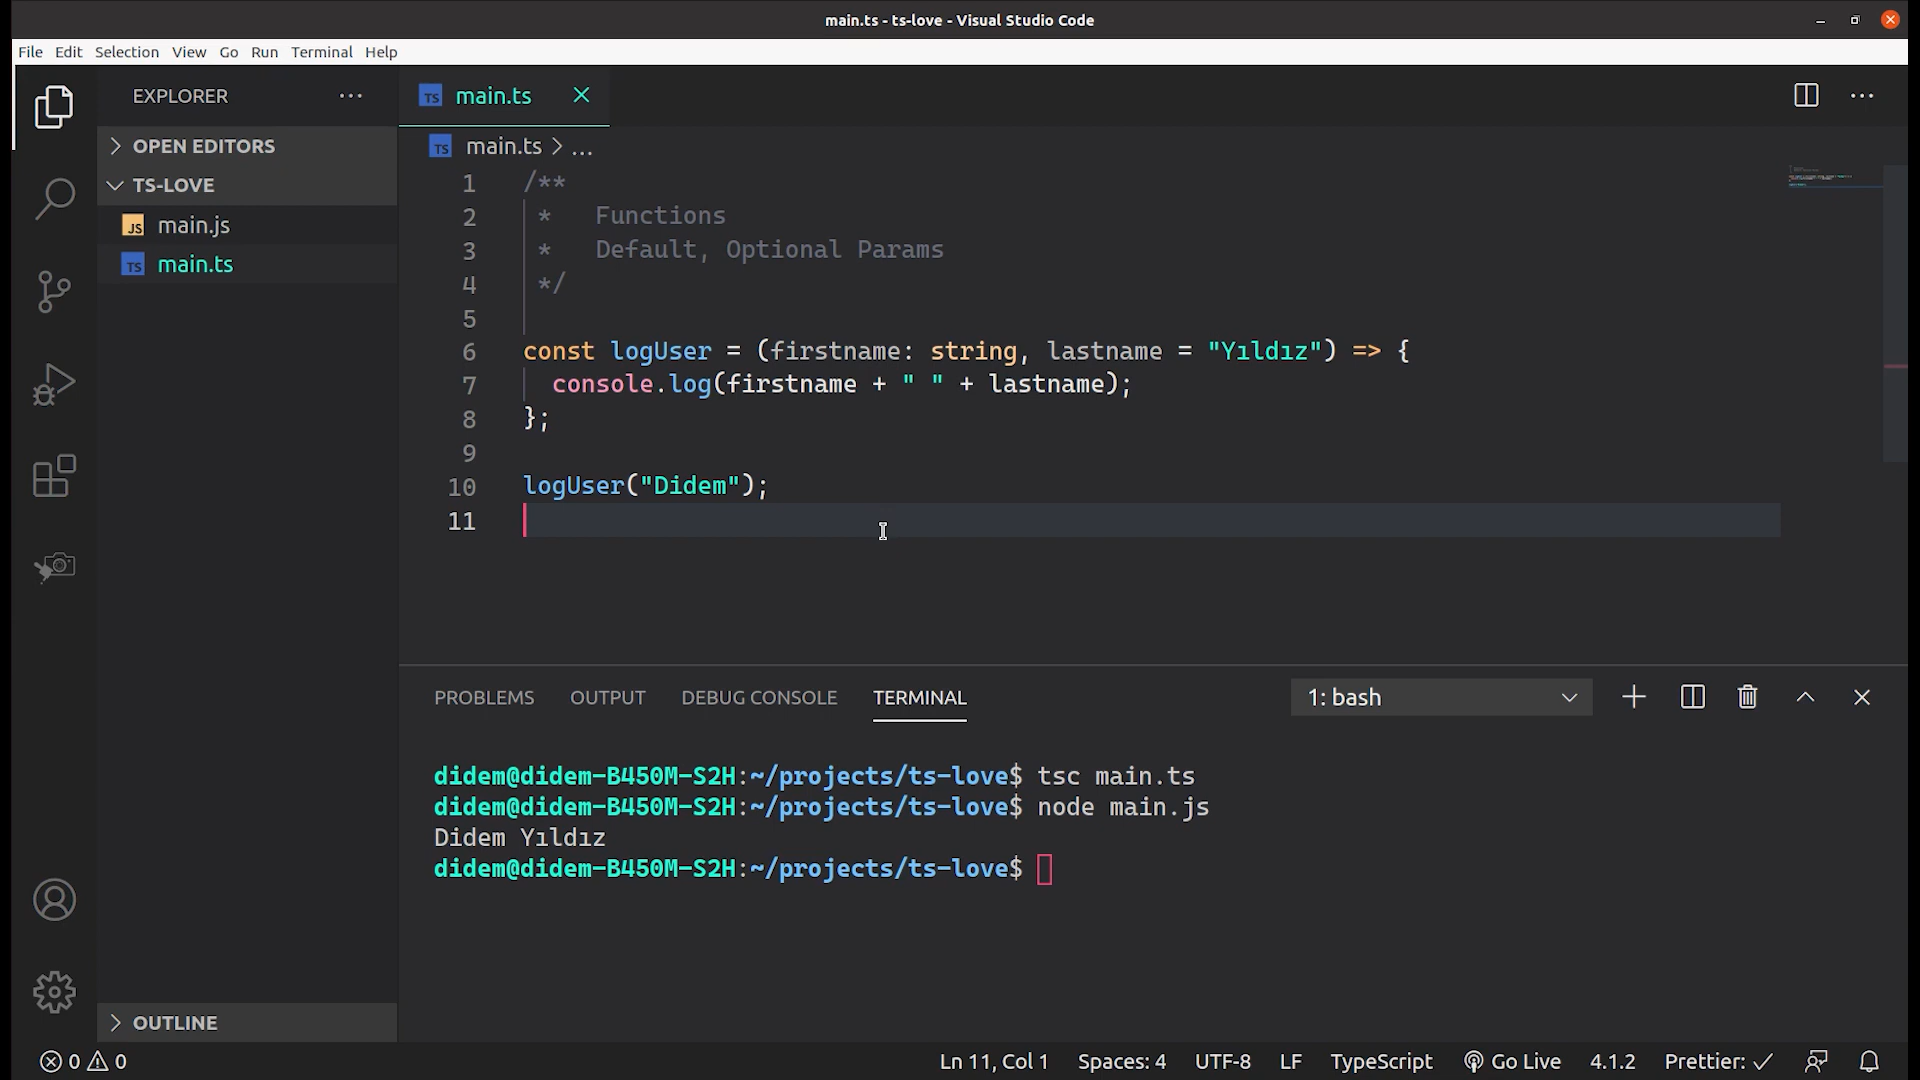 main.ts - ts-love - Visual Studio Code
File Edit Selection View Go Run Terminal Help
EXPLORER ···
TS main.ts
OPEN EDITORS
TS main.ts > ...
TS-LOVE
JS main.js
TS main.ts
1 /**
2 * Functions
3 * Default, Optional Params
4 */
5
6 const logUser = (firstname: string, lastname = "Yıldız") => {
7 console.log(firstname + " " + lastname);
8 };
9
10 logUser("Didem");
11
PROBLEMS OUTPUT DEBUG CONSOLE TERMINAL 1: bash
didem@didem-B450M-S2H:~/projects/ts-love$ tsc main.ts
didem@didem-B450M-S2H:~/projects/ts-love$ node main.js
Didem Yıldız
didem@didem-B450M-S2H:~/projects/ts-love$
OUTLINE
0 0 Ln 11, Col 1 Spaces: 4 UTF-8 LF TypeScript Go Live 4.1.2 Prettier: ✓